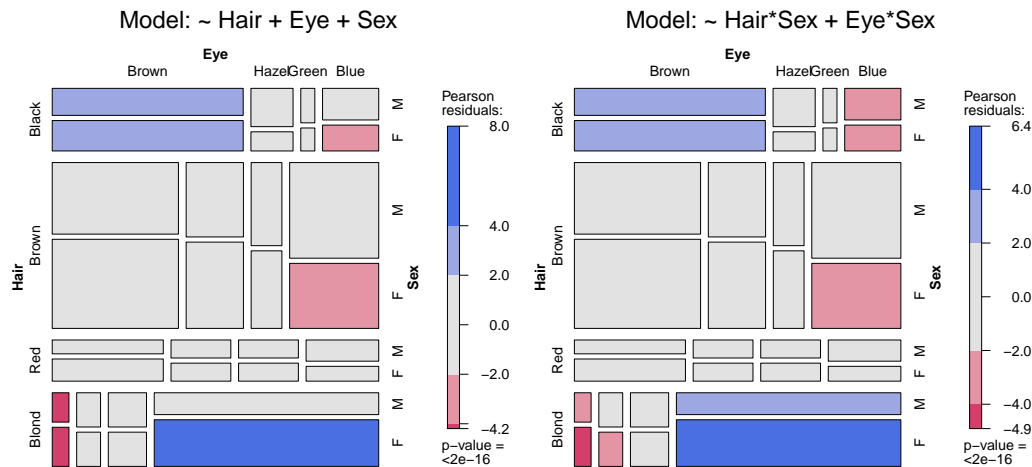 Model: ~ Hair + Eye + Sex
Eye
Brown Hazel Green Blue
Hair
Black
Brown
Red
Blond
Sex
M
F
M
F
M
F
M
F
Pearson
residuals:
8.0
4.0
2.0
0.0
−2.0
−4.2
p−value =
<2e−16
Model: ~ Hair*Sex + Eye*Sex
Eye
Brown Hazel Green Blue
Hair
Black
Brown
Red
Blond
Sex
M
F
M
F
M
F
M
F
Pearson
residuals:
6.4
4.0
2.0
0.0
−2.0
−4.0
−4.9
p−value =
<2e−16